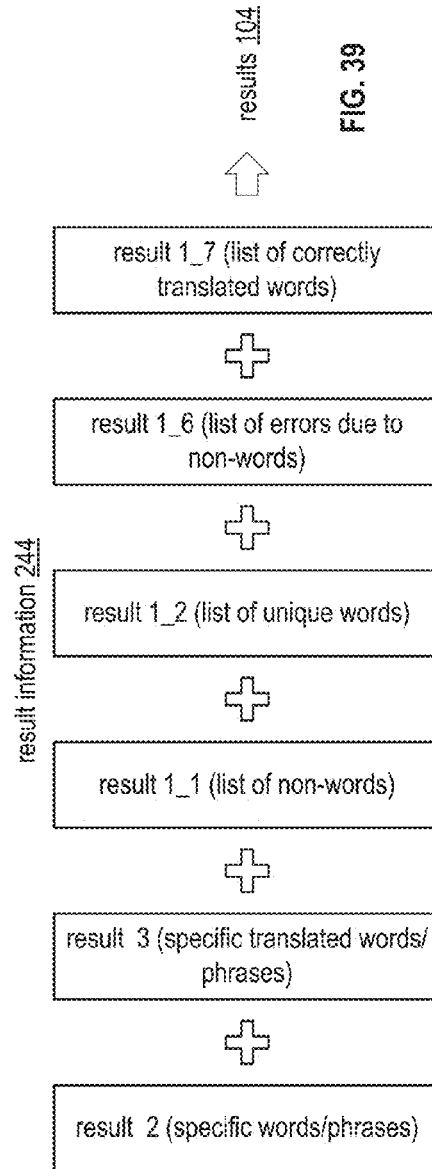 result information 244
result 2 (specific words/phrases)
result 3 (specific translated words/
phrases)
result 1_1 (list of non-words)
result 1_2 (list of unique words)
result 1_6 (list of errors due to
non-words)
result 1_7 (list of correctly
translated words)
results 104
FIG. 39